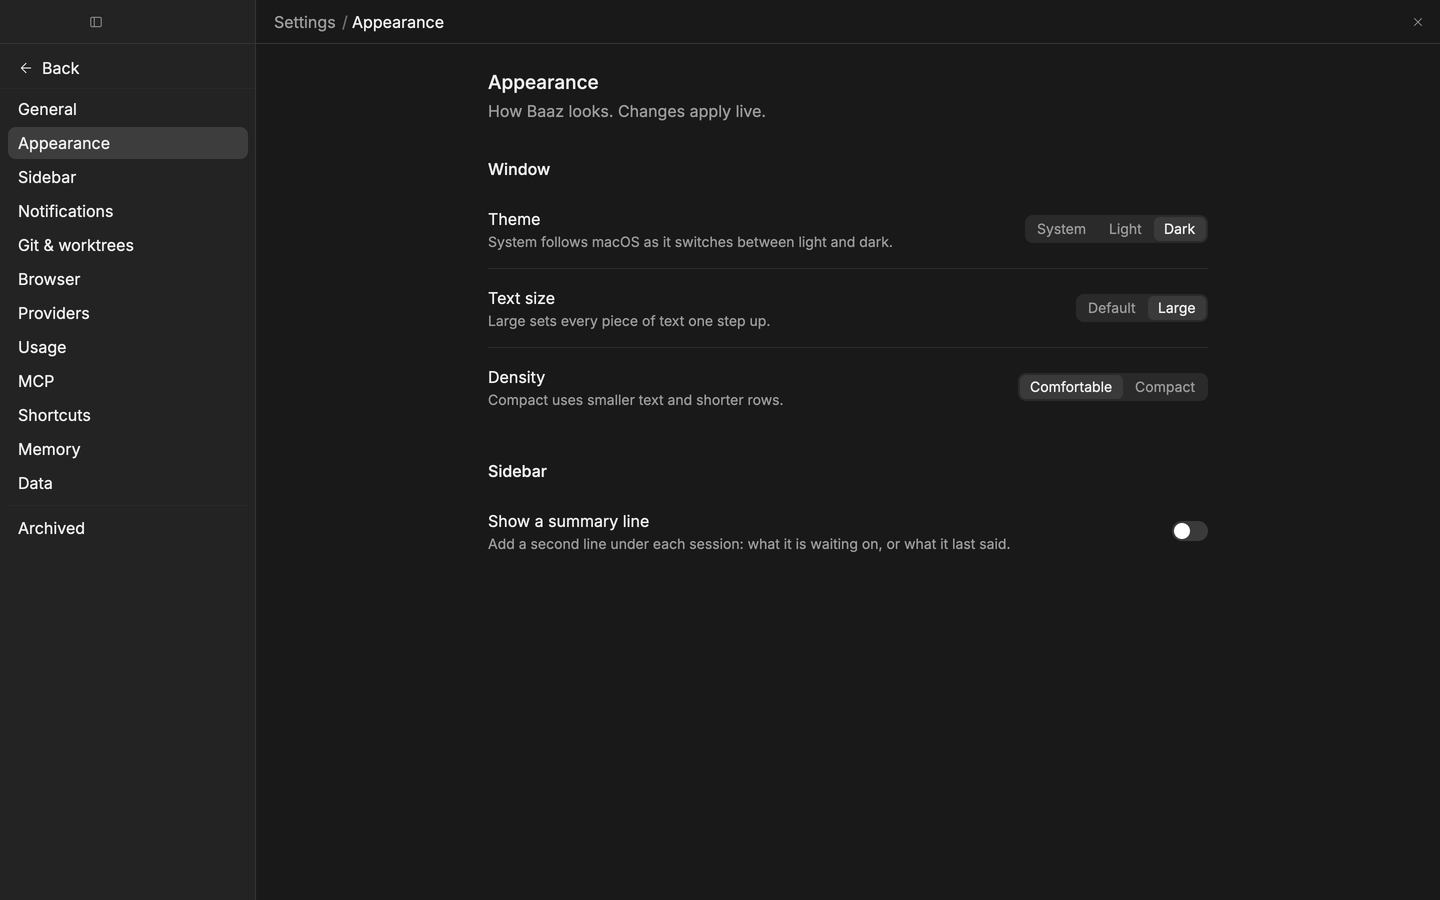 Settings / Appearance
Back
General
Appearance
Sidebar
Notifications
Git & worktrees
Browser
Providers
Usage
MCP
Shortcuts
Memory
Data
Archived
Appearance
How Baaz looks. Changes apply live.
Window
Theme
System follows macOS as it switches between light and dark.
System Light Dark
Text size
Large sets every piece of text one step up.
Default Large
Density
Compact uses smaller text and shorter rows.
Comfortable Compact
Sidebar
Show a summary line
Add a second line under each session: what it is waiting on, or what it last said.